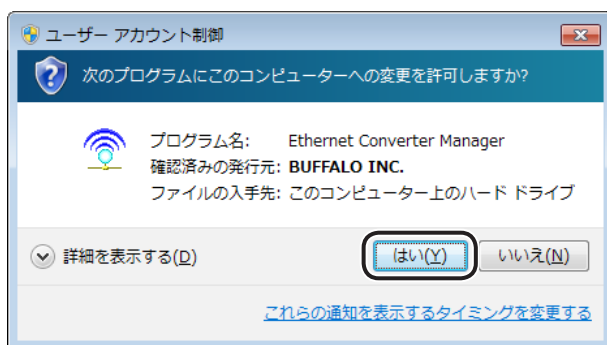 ユーザー アカウント制御
次のプログラムにこのコンピューターへの変更を許可しますか?
プログラム名: Ethernet Converter Manager
確認済みの発行元: BUFFALO INC.
ファイルの入手先: このコンピューター上のハード ドライブ
詳細を表示する(D)
はい(Y)
いいえ(N)
これらの通知を表示するタイミングを変更する